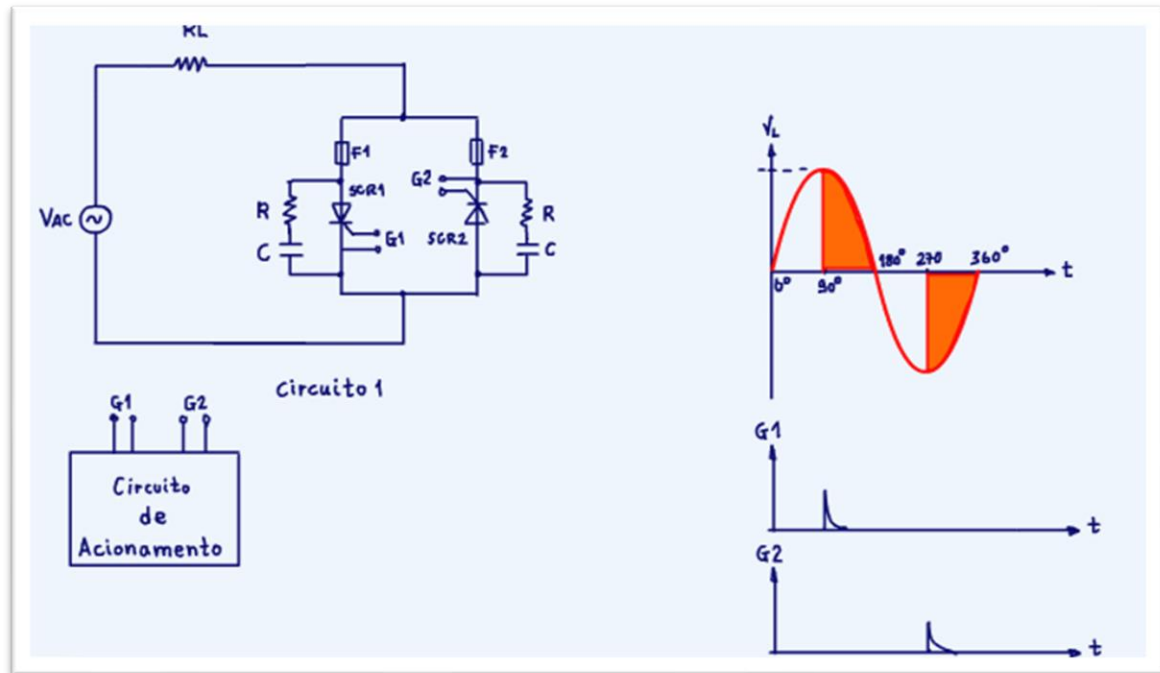 RL
F1
F2
G2
SCR1
R
R
VAC
G1
SCR2
C
C
Circuito 1
G1
G2
Circuito
de
Acionamento
VL
180°
270
360°
t
0°
90°
G1
t
G2
t